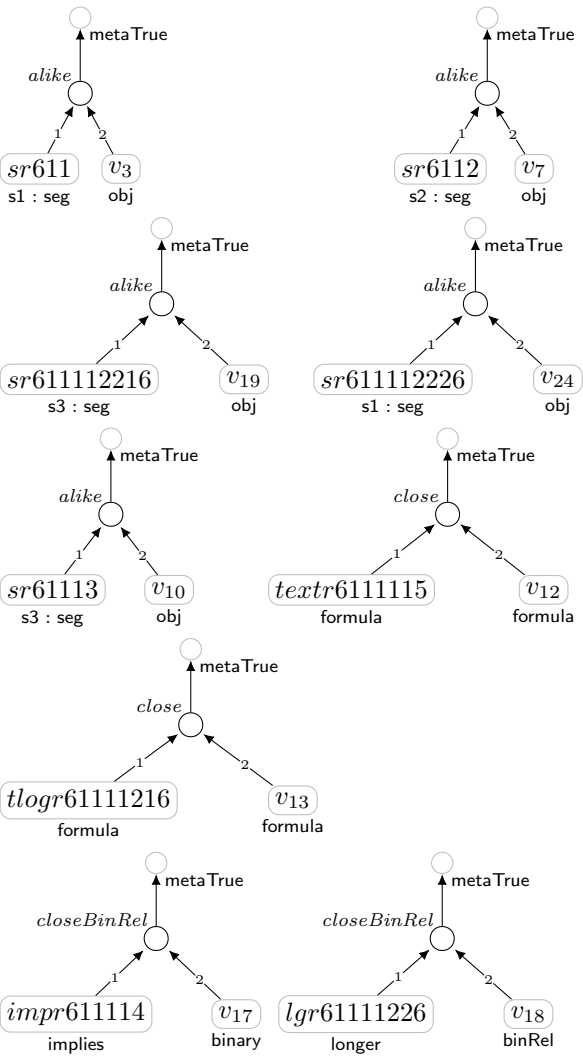 metaTrue metaTrue
alike alike
1 2 1 2
sr611 v3 sr6112 v7
s1 : seg obj s2 : seg obj
metaTrue metaTrue
alike alike
1 2 1 2
sr611112216 v19 sr611112226 v24
s3 : seg obj s1 : seg obj
metaTrue metaTrue
alike close
1 2 1 2
sr61113 v10 textr6111115 v12
s3 : seg obj formula formula
metaTrue
close
1 2
tlogr61111216 v13
formula formula
metaTrue metaTrue
closeBinRel closeBinRel
1 2 1 2
impr611114 v17 lgr61111226 v18
implies binary longer binRel